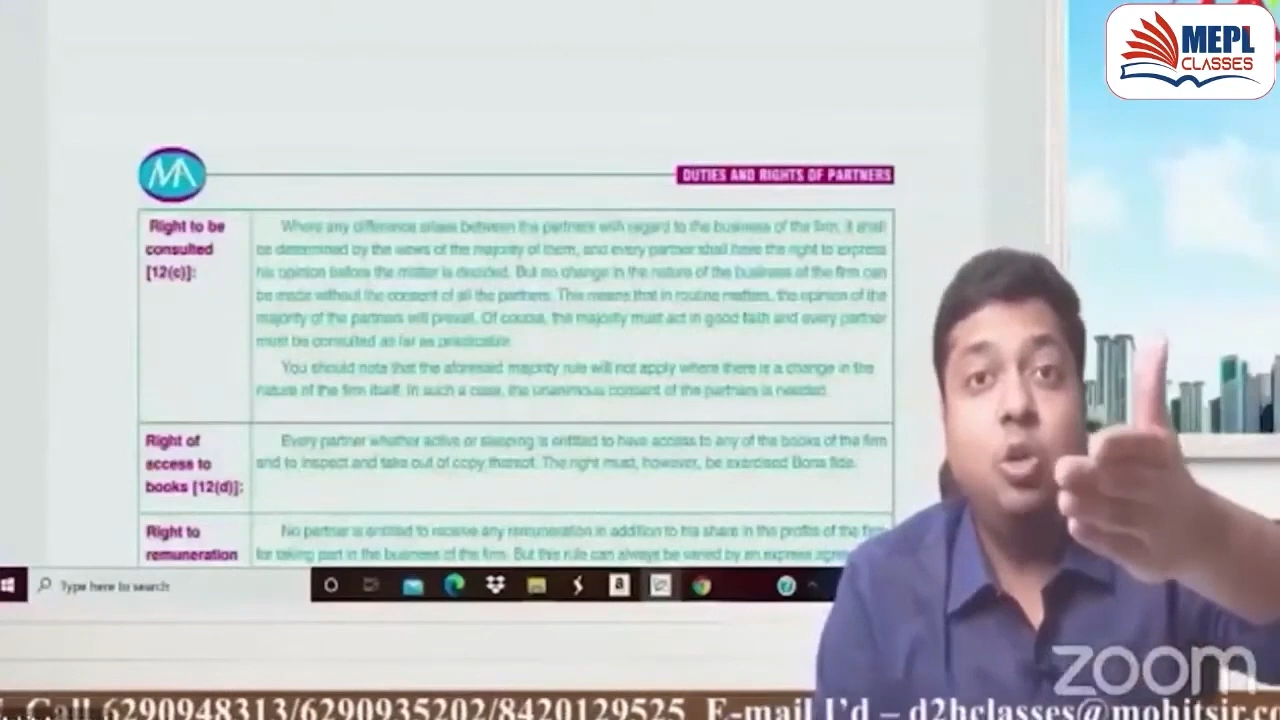 MEPL
CLASSES
MA
DUTIES AND RIGHTS OF PARTNERS
Right to be
consulted
[12(c)]:
Where any difference arises between the partners with regard to the business of the firm, it shall
be determined by the views of the majority of them, and every partner shall have the right to express
his opinion before the matter is decided. But no change in the nature of the business of the firm can
be made without the consent of all the partners. This means that in routine matters, the opinion of the
majority of the partners will prevail. Of course, the majority must act in good faith and every partner
must be consulted as far as practicable.
You should note that the aforesaid majority rule will not apply where there is a change in the
nature of the firm itself. In such a case, the unanimous consent of the partners is needed.
Right of
access to
books [12(d)]:
Every partner whether active or sleeping is entitled to have access to any of the books of the firm
and to inspect and take out of copy thereof. The right must, however, be exercised Bona fide.
Right to
remuneration
No partner is entitled to receive any remuneration in addition to his share in the profits of the firm
for taking part in the business of the firm. But this rule can always be varied by an express
Type here to search
zoom
Call 6290948313/6290935202/8420129525 E-mail I'd – d2hclasses@mohitsir.co